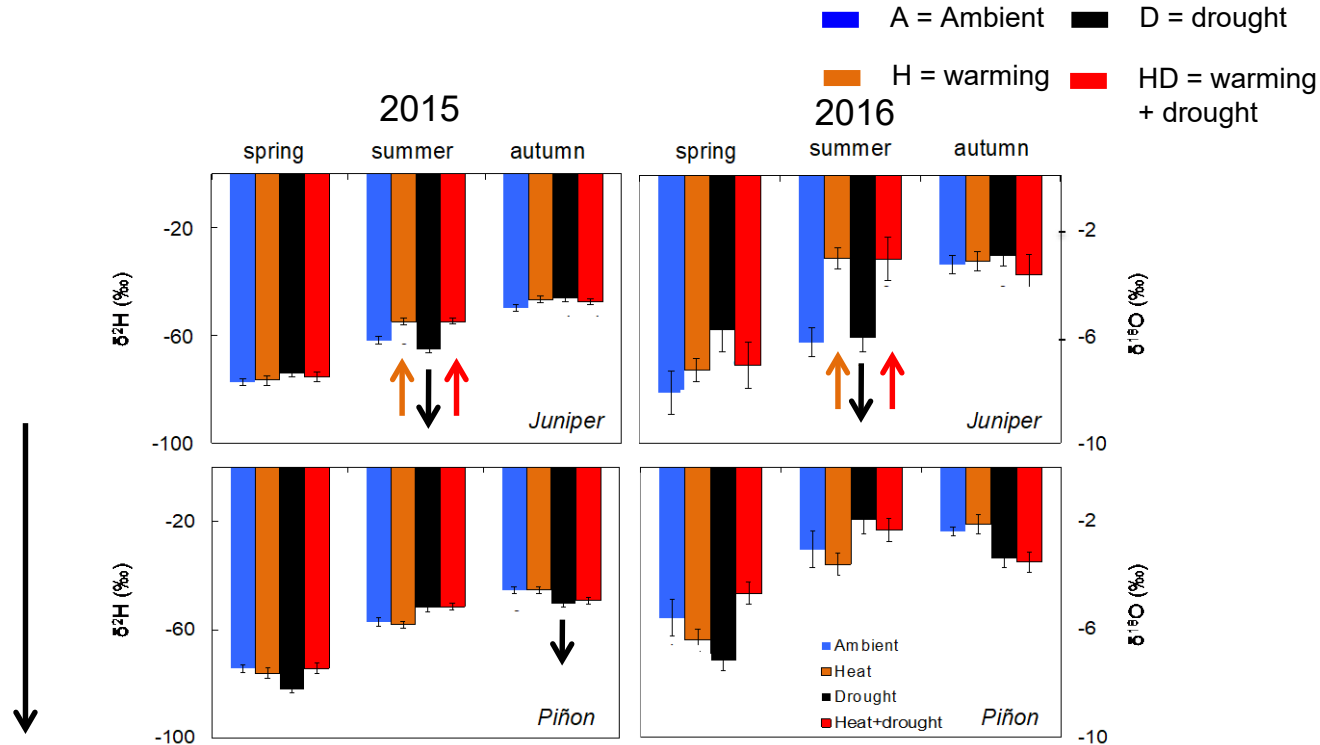 A = Ambient
D = drought
H = warming
HD = warming
+ drought
2015
2016
spring
summer
autumn
spring
summer
autumn
-20
-60
-100
δ²H (‰)
Juniper
Juniper
-2
-6
-10
δ¹⁸O (‰)
-20
-60
-100
δ²H (‰)
Piñon
Ambient
Heat
Drought
Heat+drought
Piñon
-2
-6
-10
δ¹⁸O (‰)